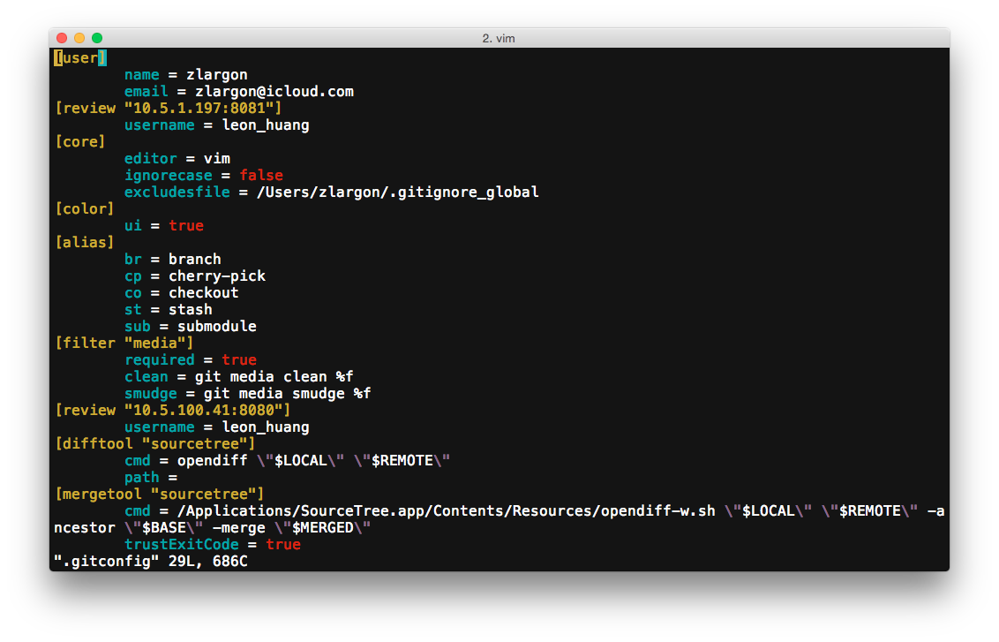 2. vim
[user]
name = zlargon
email = zlargon@icloud.com
[review "10.5.1.197:8081"]
username = leon_huang
[core]
editor = vim
ignorecase = false
excludesfile = /Users/zlargon/.gitignore_global
[color]
ui = true
[alias]
br = branch
cp = cherry-pick
co = checkout
st = stash
sub = submodule
[filter "media"]
required = true
clean = git media clean %f
smudge = git media smudge %f
[review "10.5.100.41:8080"]
username = leon_huang
[difftool "sourcetree"]
cmd = opendiff \"$LOCAL\" \"$REMOTE\"
path =
[mergetool "sourcetree"]
cmd = /Applications/SourceTree.app/Contents/Resources/opendiff-w.sh \"$LOCAL\" \"$REMOTE\" -a
ncestor \"$BASE\" -merge \"$MERGED\"
trustExitCode = true
".gitconfig" 29L, 686C